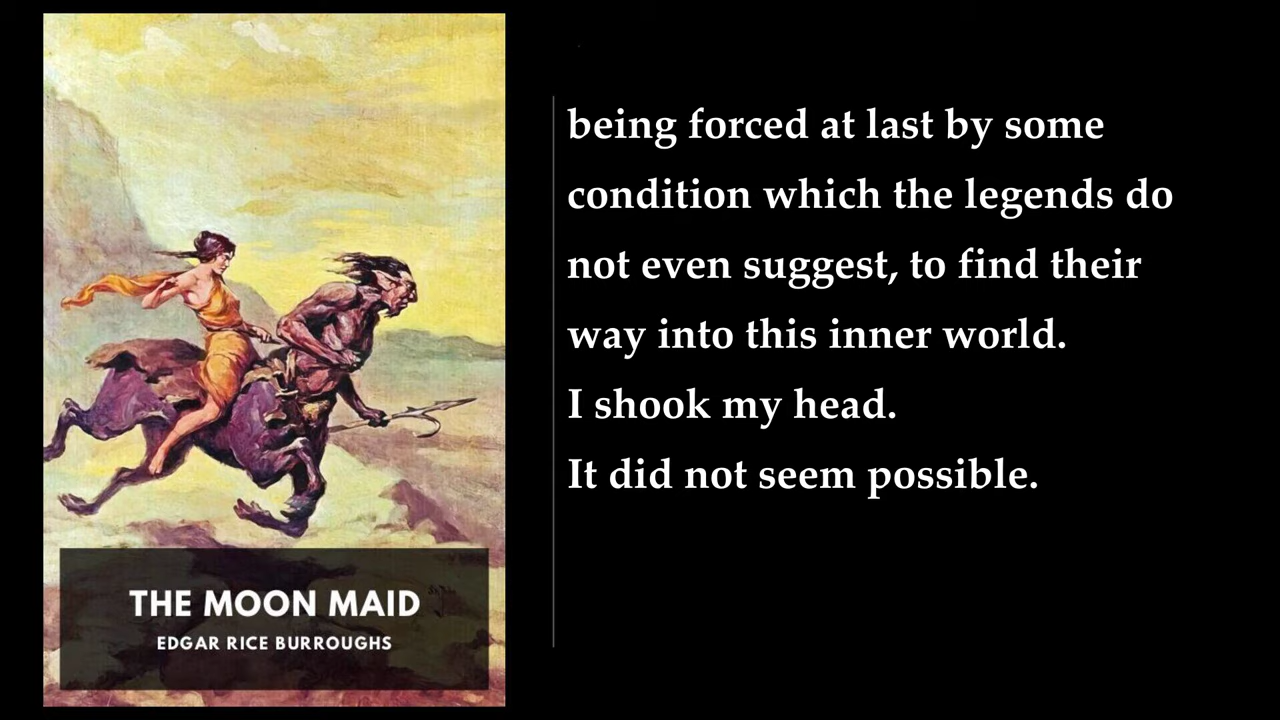 being forced at last by some
condition which the legends do
not even suggest, to find their
way into this inner world.
I shook my head.
It did not seem possible.
THE MOON MAID
EDGAR RICE BURROUGHS